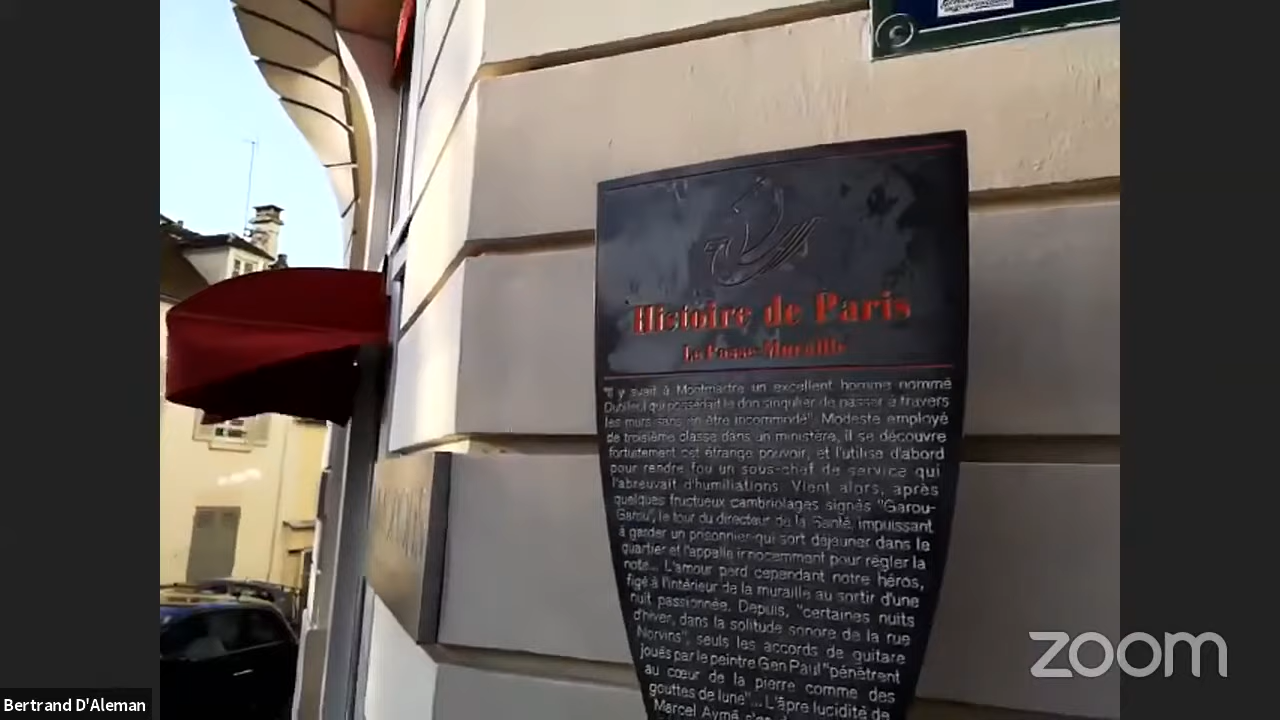 Histoire de Paris
Le Passe-Muraille
"Il y avait à Montmartre un excellent homme nommé
Dutilleul qui possédait le don singulier de passer à travers
les murs sans en être incommodé". Modeste employé
de troisième classe dans un ministère, il se découvre
fortuitement cet étrange pouvoir, et l'utilise d'abord
pour rendre fou un sous-chef de service qui
l'abreuvait d'humiliations. Vient alors, après
quelques fructueux cambriolages signés "Garou-
Garou", le tour du directeur de la Santé, impuissant
à garder un prisonnier qui sort déjeuner dans le
quartier et l'appelle innocemment pour régler la
note... L'amour perd cependant notre héros,
figé à l'intérieur de la muraille au sortir d'une
nuit passionnée. Depuis, "certaines nuits
d'hiver, dans la solitude sonore de la rue
Norvins", seuls les accords de guitare
joués par le peintre Gen Paul "pénètrent
au cœur de la pierre comme des
gouttes de lune"... L'âpre lucidité de
Marcel Aymé
zoom
Bertrand D'Aleman